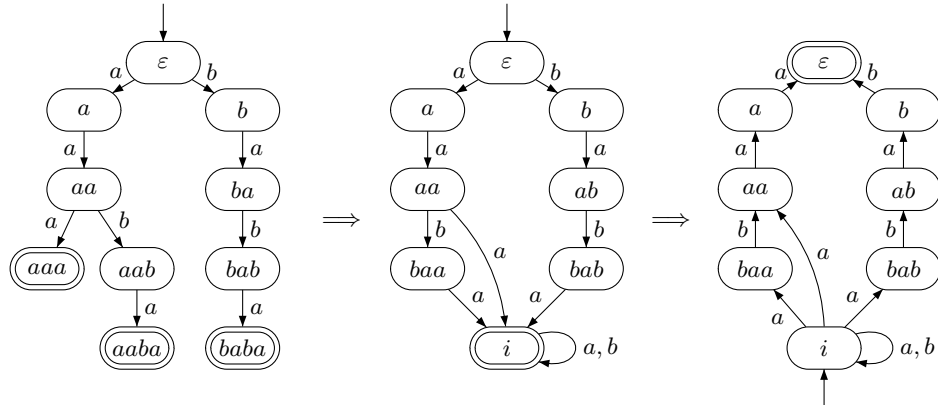 ε ε ε
a b a b a b
a b a b a b
a a a a a a
aa ba aa ab aa ab
a b b ⟹ b a b ⟹ b a b
aaa aab bab baa bab baa bab
a a a a a a
aaba baba i a, b i a, b